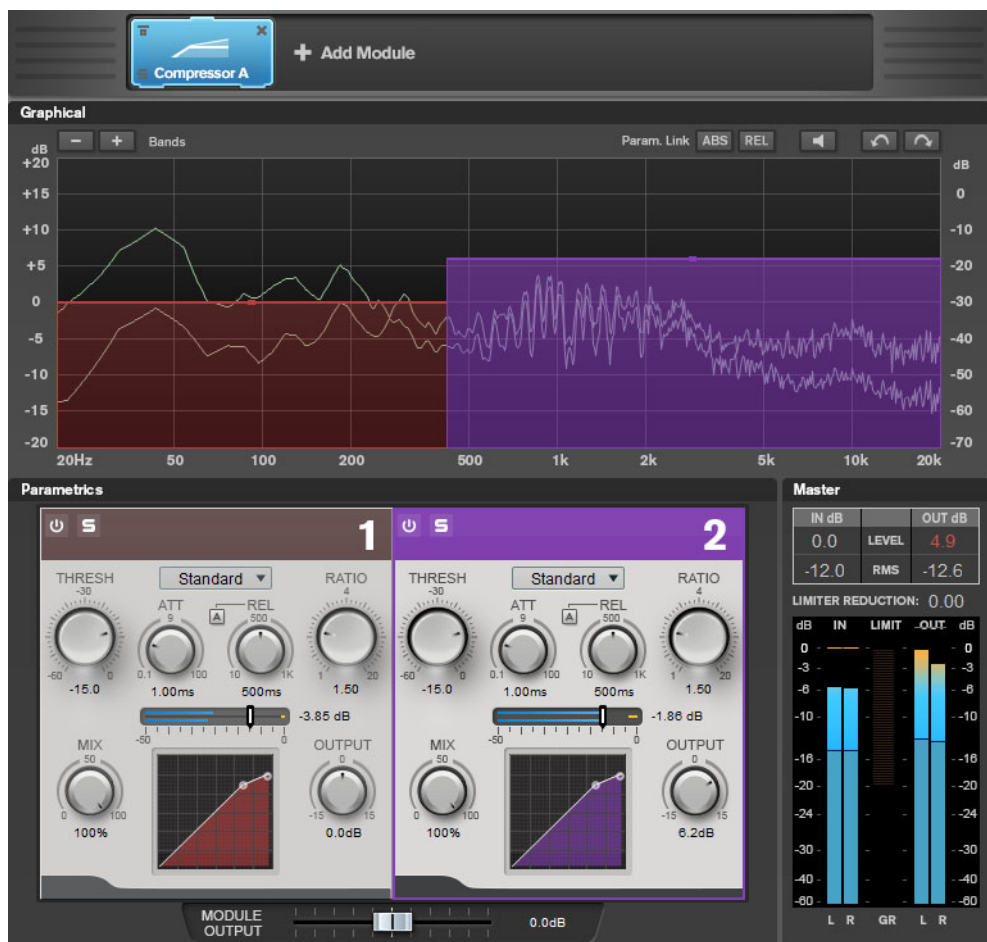 Compressor A
+ Add Module
Graphical
dB - + Bands Param. Link ABS REL
+20 dB
+15 0
+10 -10
+5 -20
0 -30
-5 -40
-10 -50
-15 -60
-20 -70
20Hz 50 100 200 500 1k 2k 5k 10k 20k
Parametrics
S 1
THRESH Standard RATIO
-30 4
ATT REL
9 A 500
-60 0 0.1 100 10 1K 1 20
-15.0 1.00ms 500ms 1.50
-3.85 dB
-50 0
MIX OUTPUT
50 0
0 100 -15 15
100% 0.0dB
S 2
THRESH Standard RATIO
-30 4
ATT REL
9 A 500
-60 0 0.1 100 10 1K 1 20
-15.0 1.00ms 500ms 1.50
-1.86 dB
-50 0
MIX OUTPUT
50 0
0 100 -15 15
100% 6.2dB
MODULE
OUTPUT 0.0dB
Master
IN dB OUT dB
0.0 LEVEL 4.9
-12.0 RMS -12.6
LIMITER REDUCTION: 0.00
dB IN LIMIT OUT dB
0 - - - -0
-3 - - - -3
-6 - - - -6
-10 - - - -10
-16 - - - -16
-20 - - - -20
-24 - - - -24
-30 - - - -30
-40 - - - -40
-60 - - - -60
L R GR L R